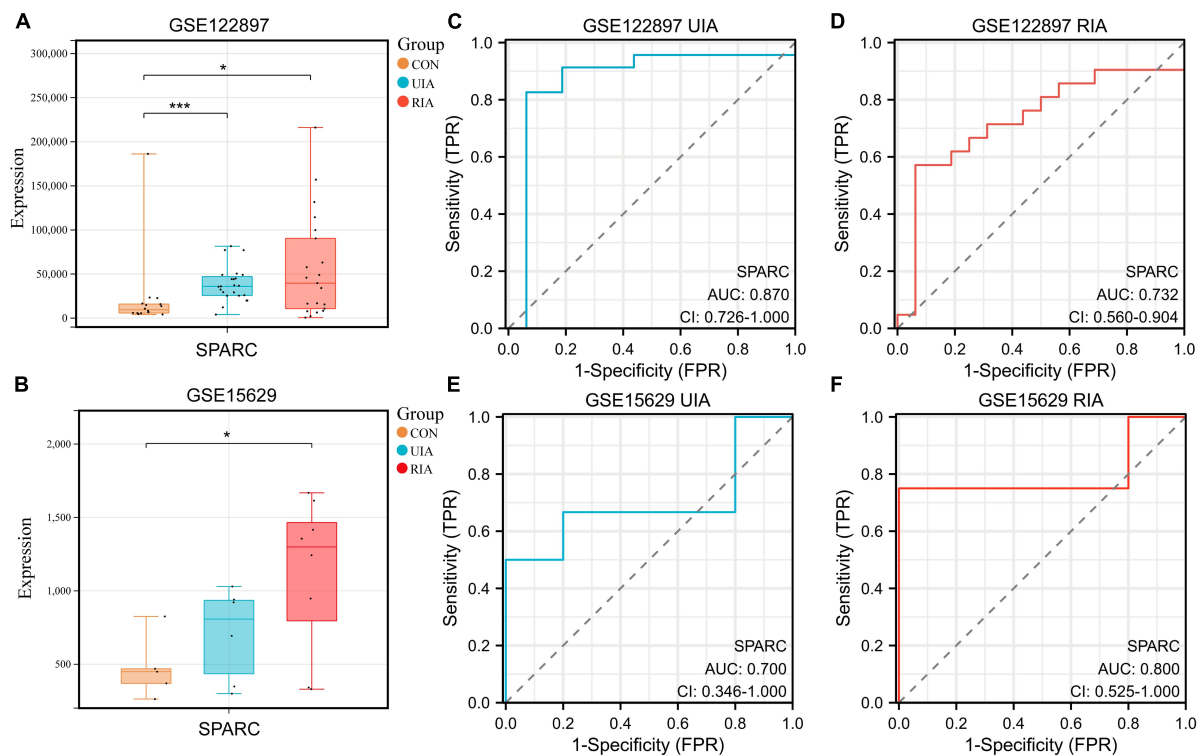 A
GSE122897
300,000
250,000
200,000
150,000
100,000
50,000
0
Expression
*
***
SPARC
Group
CON
UIA
RIA
C
GSE122897 UIA
1.0
0.8
0.6
0.4
0.2
0.0
Sensitivity (TPR)
SPARC
AUC: 0.870
CI: 0.726-1.000
0.0 0.2 0.4 0.6 0.8 1.0
1-Specificity (FPR)
D
GSE122897 RIA
1.0
0.8
0.6
0.4
0.2
0.0
Sensitivity (TPR)
SPARC
AUC: 0.732
CI: 0.560-0.904
0.0 0.2 0.4 0.6 0.8 1.0
1-Specificity (FPR)
B
GSE15629
2,000
1,500
1,000
500
Expression
*
SPARC
Group
CON
UIA
RIA
E
GSE15629 UIA
1.0
0.8
0.6
0.4
0.2
0.0
Sensitivity (TPR)
SPARC
AUC: 0.700
CI: 0.346-1.000
0.0 0.2 0.4 0.6 0.8 1.0
1-Specificity (FPR)
F
GSE15629 RIA
1.0
0.8
0.6
0.4
0.2
0.0
Sensitivity (TPR)
SPARC
AUC: 0.800
CI: 0.525-1.000
0.0 0.2 0.4 0.6 0.8 1.0
1-Specificity (FPR)